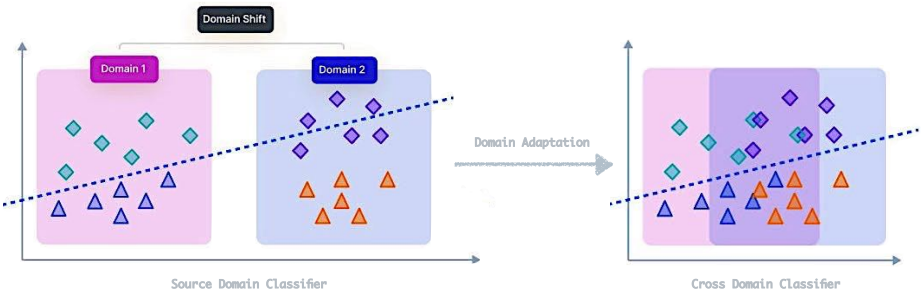 Domain Shift
Domain 1
Domain 2
Domain Adaptation
Source Domain Classifier
Cross Domain Classifier